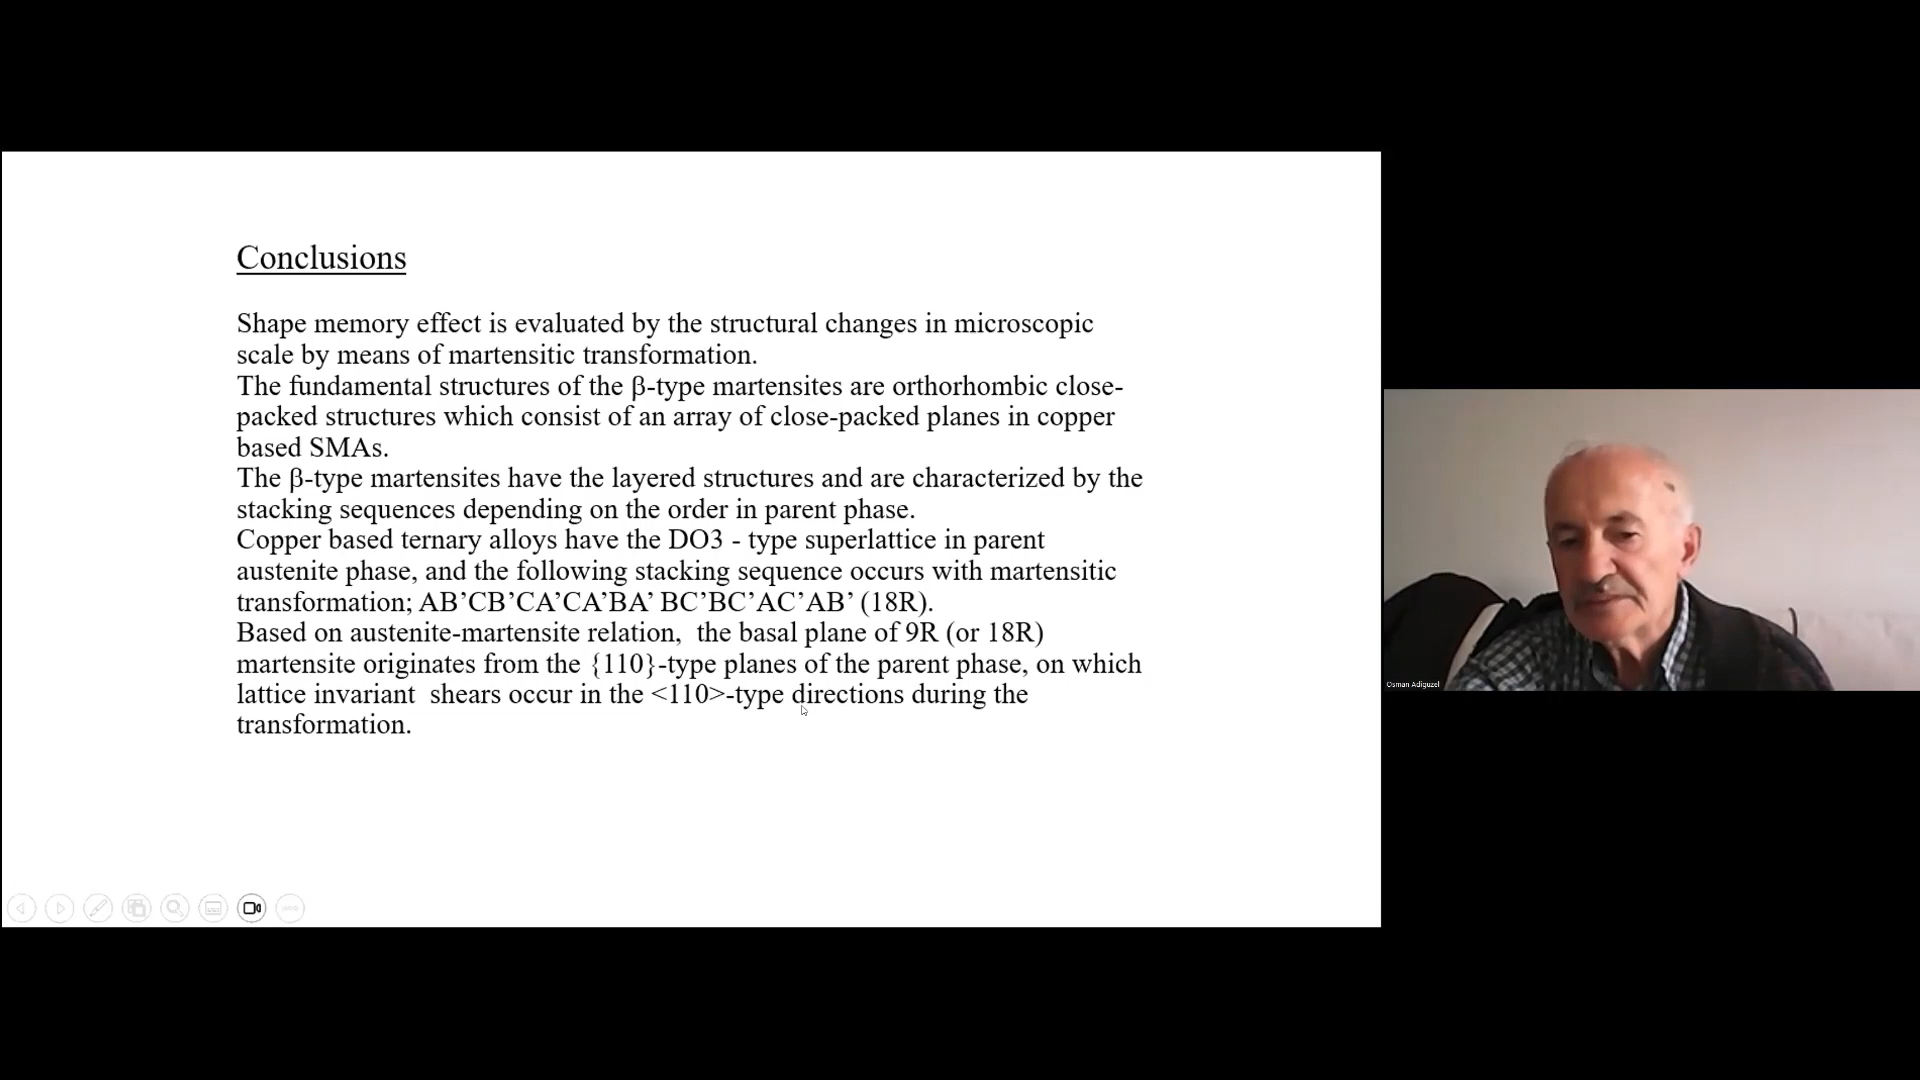 Conclusions
Shape memory effect is evaluated by the structural changes in microscopic
scale by means of martensitic transformation.
The fundamental structures of the β-type martensites are orthorhombic close-
packed structures which consist of an array of close-packed planes in copper
based SMAs.
The β-type martensites have the layered structures and are characterized by the
stacking sequences depending on the order in parent phase.
Copper based ternary alloys have the DO3 - type superlattice in parent
austenite phase, and the following stacking sequence occurs with martensitic
transformation; AB’CB’CA’CA’BA’ BC’BC’AC’AB’ (18R).
Based on austenite-martensite relation,  the basal plane of 9R (or 18R)
martensite originates from the {110}-type planes of the parent phase, on which
lattice invariant  shears occur in the <110>-type directions during the
transformation.
Osman Adiguzel